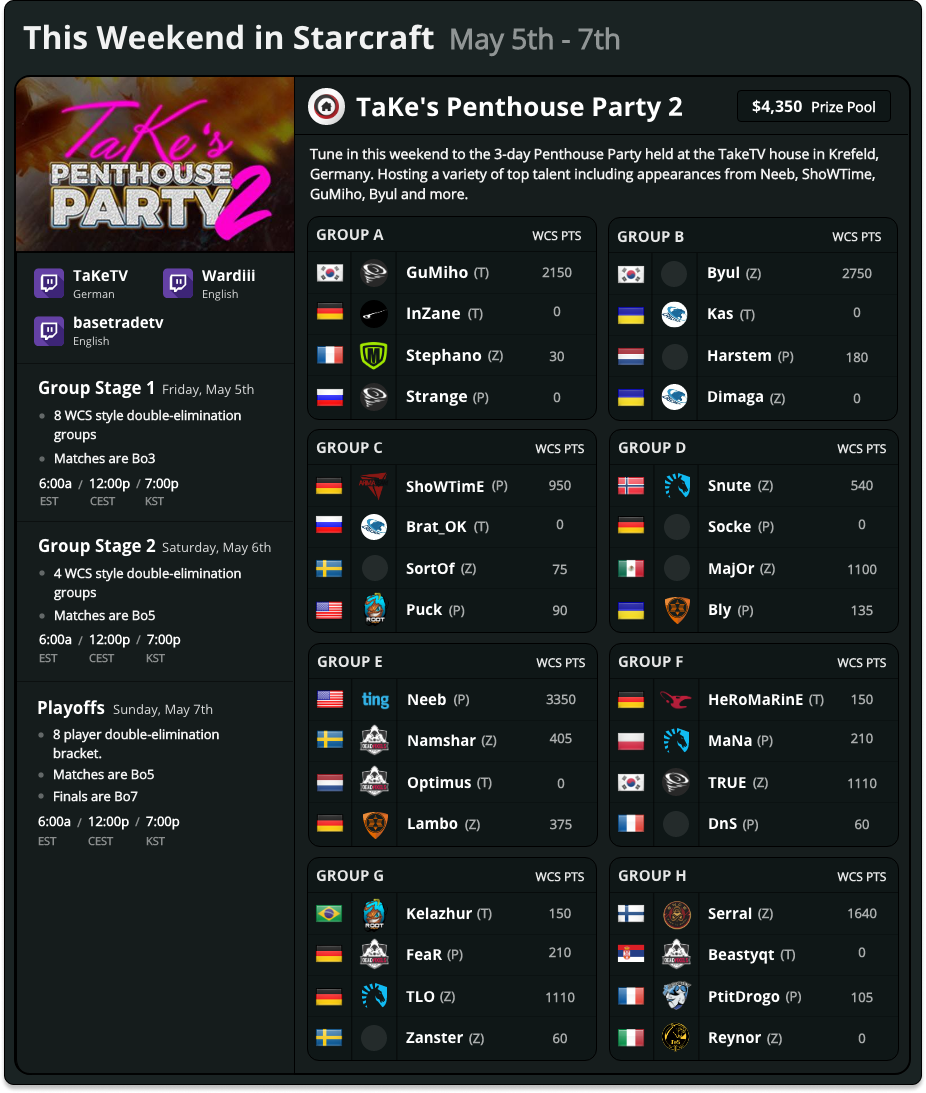 This Weekend in Starcraft May 5th - 7th
TaKe's
PENTHOUSE
PARTY 2
TaKeTV
German
Wardiii
English
basetradetv
English
Group Stage 1 Friday, May 5th
8 WCS style double-elimination
groups
Matches are Bo3
6:00a / 12:00p / 7:00p
EST CEST KST
Group Stage 2 Saturday, May 6th
4 WCS style double-elimination
groups
Matches are Bo5
6:00a / 12:00p / 7:00p
EST CEST KST
Playoffs Sunday, May 7th
8 player double-elimination
bracket.
Matches are Bo5
Finals are Bo7
6:00a / 12:00p / 7:00p
EST CEST KST
TaKe's Penthouse Party 2
$4,350 Prize Pool
Tune in this weekend to the 3-day Penthouse Party held at the TakeTV house in Krefeld,
Germany. Hosting a variety of top talent including appearances from Neeb, ShoWTime,
GuMiho, Byul and more.
GROUP A WCS PTS
GuMiho (T) 2150
InZane (T) 0
Stephano (Z) 30
Strange (P) 0
GROUP B WCS PTS
Byul (Z) 2750
Kas (T) 0
Harstem (P) 180
Dimaga (Z) 0
GROUP C WCS PTS
ShoWTimE (P) 950
Brat_OK (T) 0
SortOf (Z) 75
ROOT Puck (P) 90
GROUP D WCS PTS
Snute (Z) 540
Socke (P) 0
MajOr (Z) 1100
Bly (P) 135
GROUP E WCS PTS
ting Neeb (P) 3350
Namshar (Z) 405
Optimus (T) 0
Lambo (Z) 375
GROUP F WCS PTS
HeRoMaRinE (T) 150
MaNa (P) 210
TRUE (Z) 1110
DnS (P) 60
GROUP G WCS PTS
ROOT Kelazhur (T) 150
FeaR (P) 210
TLO (Z) 1110
Zanster (Z) 60
GROUP H WCS PTS
Serral (Z) 1640
Beastyqt (T) 0
PtitDrogo (P) 105
Reynor (Z) 0